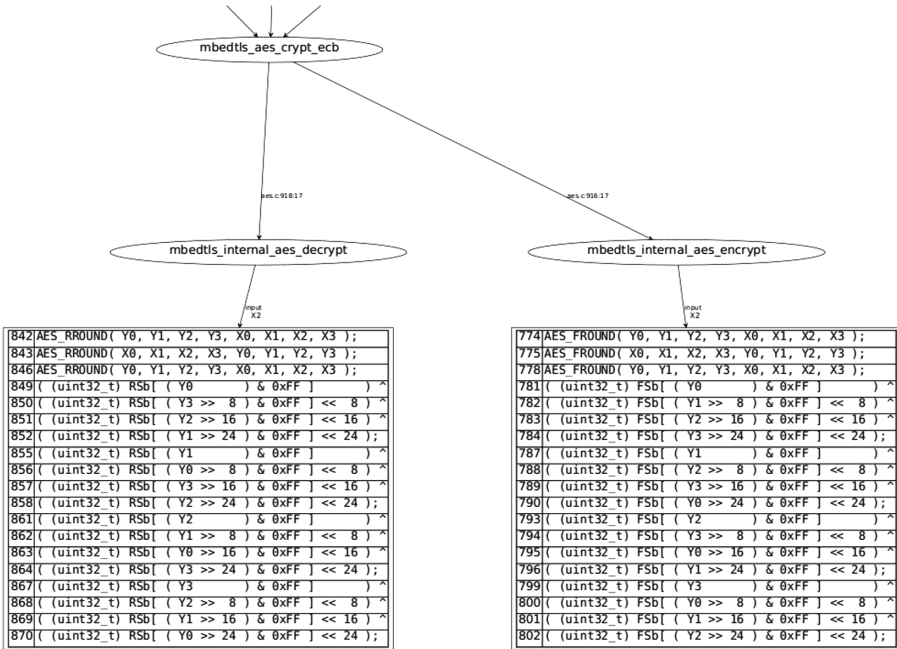 mbedtls_aes_crypt_ecb
aes.c:918:17
aes.c:916:17
mbedtls_internal_aes_decrypt
mbedtls_internal_aes_encrypt
input
X2
input
X2
842 AES_RROUND( Y0, Y1, Y2, Y3, X0, X1, X2, X3 );
843 AES_RROUND( X0, X1, X2, X3, Y0, Y1, Y2, Y3 );
846 AES_RROUND( Y0, Y1, Y2, Y3, X0, X1, X2, X3 );
849 ( (uint32_t) RSb[ ( Y0       ) & 0xFF ]       ) ^
850 ( (uint32_t) RSb[ ( Y3 >>  8 ) & 0xFF ] <<  8 ) ^
851 ( (uint32_t) RSb[ ( Y2 >> 16 ) & 0xFF ] << 16 ) ^
852 ( (uint32_t) RSb[ ( Y1 >> 24 ) & 0xFF ] << 24 );
855 ( (uint32_t) RSb[ ( Y1       ) & 0xFF ]       ) ^
856 ( (uint32_t) RSb[ ( Y0 >>  8 ) & 0xFF ] <<  8 ) ^
857 ( (uint32_t) RSb[ ( Y3 >> 16 ) & 0xFF ] << 16 ) ^
858 ( (uint32_t) RSb[ ( Y2 >> 24 ) & 0xFF ] << 24 );
861 ( (uint32_t) RSb[ ( Y2       ) & 0xFF ]       ) ^
862 ( (uint32_t) RSb[ ( Y1 >>  8 ) & 0xFF ] <<  8 ) ^
863 ( (uint32_t) RSb[ ( Y0 >> 16 ) & 0xFF ] << 16 ) ^
864 ( (uint32_t) RSb[ ( Y3 >> 24 ) & 0xFF ] << 24 );
867 ( (uint32_t) RSb[ ( Y3       ) & 0xFF ]       ) ^
868 ( (uint32_t) RSb[ ( Y2 >>  8 ) & 0xFF ] <<  8 ) ^
869 ( (uint32_t) RSb[ ( Y1 >> 16 ) & 0xFF ] << 16 ) ^
870 ( (uint32_t) RSb[ ( Y0 >> 24 ) & 0xFF ] << 24 );
774 AES_FROUND( Y0, Y1, Y2, Y3, X0, X1, X2, X3 );
775 AES_FROUND( X0, X1, X2, X3, Y0, Y1, Y2, Y3 );
778 AES_FROUND( Y0, Y1, Y2, Y3, X0, X1, X2, X3 );
781 ( (uint32_t) FSb[ ( Y0       ) & 0xFF ]       ) ^
782 ( (uint32_t) FSb[ ( Y1 >>  8 ) & 0xFF ] <<  8 ) ^
783 ( (uint32_t) FSb[ ( Y2 >> 16 ) & 0xFF ] << 16 ) ^
784 ( (uint32_t) FSb[ ( Y3 >> 24 ) & 0xFF ] << 24 );
787 ( (uint32_t) FSb[ ( Y1       ) & 0xFF ]       ) ^
788 ( (uint32_t) FSb[ ( Y2 >>  8 ) & 0xFF ] <<  8 ) ^
789 ( (uint32_t) FSb[ ( Y3 >> 16 ) & 0xFF ] << 16 ) ^
790 ( (uint32_t) FSb[ ( Y0 >> 24 ) & 0xFF ] << 24 );
793 ( (uint32_t) FSb[ ( Y2       ) & 0xFF ]       ) ^
794 ( (uint32_t) FSb[ ( Y3 >>  8 ) & 0xFF ] <<  8 ) ^
795 ( (uint32_t) FSb[ ( Y0 >> 16 ) & 0xFF ] << 16 ) ^
796 ( (uint32_t) FSb[ ( Y1 >> 24 ) & 0xFF ] << 24 );
799 ( (uint32_t) FSb[ ( Y3       ) & 0xFF ]       ) ^
800 ( (uint32_t) FSb[ ( Y0 >>  8 ) & 0xFF ] <<  8 ) ^
801 ( (uint32_t) FSb[ ( Y1 >> 16 ) & 0xFF ] << 16 ) ^
802 ( (uint32_t) FSb[ ( Y2 >> 24 ) & 0xFF ] << 24 );